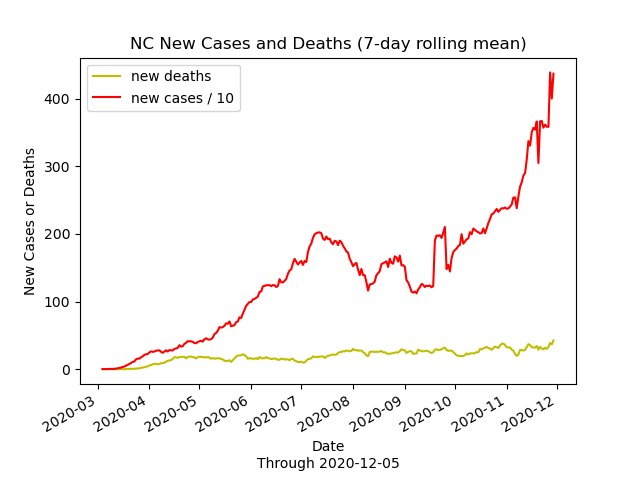 NC New Cases and Deaths (7-day rolling mean)
new deaths
new cases / 10
400
300
200
100
0
New Cases or Deaths
2020-03
2020-04
2020-05
2020-06
2020-07
2020-08
2020-09
2020-10
2020-11
2020-12
Date
Through 2020-12-05